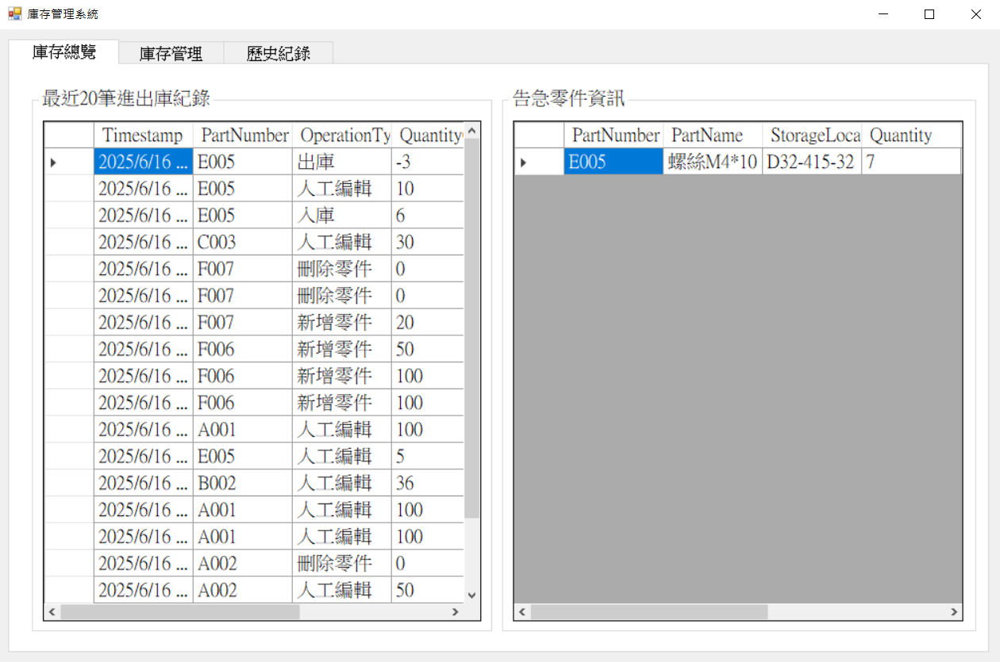 庫存管理系統
庫存總覽 庫存管理 歷史紀錄
最近20筆進出庫紀錄
Timestamp PartNumber OperationTy Quantity
2025/6/16 ... E005 出庫 -3
2025/6/16 ... E005 人工編輯 10
2025/6/16 ... E005 入庫 6
2025/6/16 ... C003 人工編輯 30
2025/6/16 ... F007 刪除零件 0
2025/6/16 ... F007 刪除零件 0
2025/6/16 ... F007 新增零件 20
2025/6/16 ... F006 新增零件 50
2025/6/16 ... F006 新增零件 100
2025/6/16 ... F006 新增零件 100
2025/6/16 ... A001 人工編輯 100
2025/6/16 ... E005 人工編輯 5
2025/6/16 ... B002 人工編輯 36
2025/6/16 ... A001 人工編輯 100
2025/6/16 ... A001 人工編輯 100
2025/6/16 ... A002 刪除零件 0
2025/6/16 ... A002 人工編輯 50
告急零件資訊
PartNumber PartName StorageLoca Quantity
E005 螺絲M4*10 D32-415-32 7